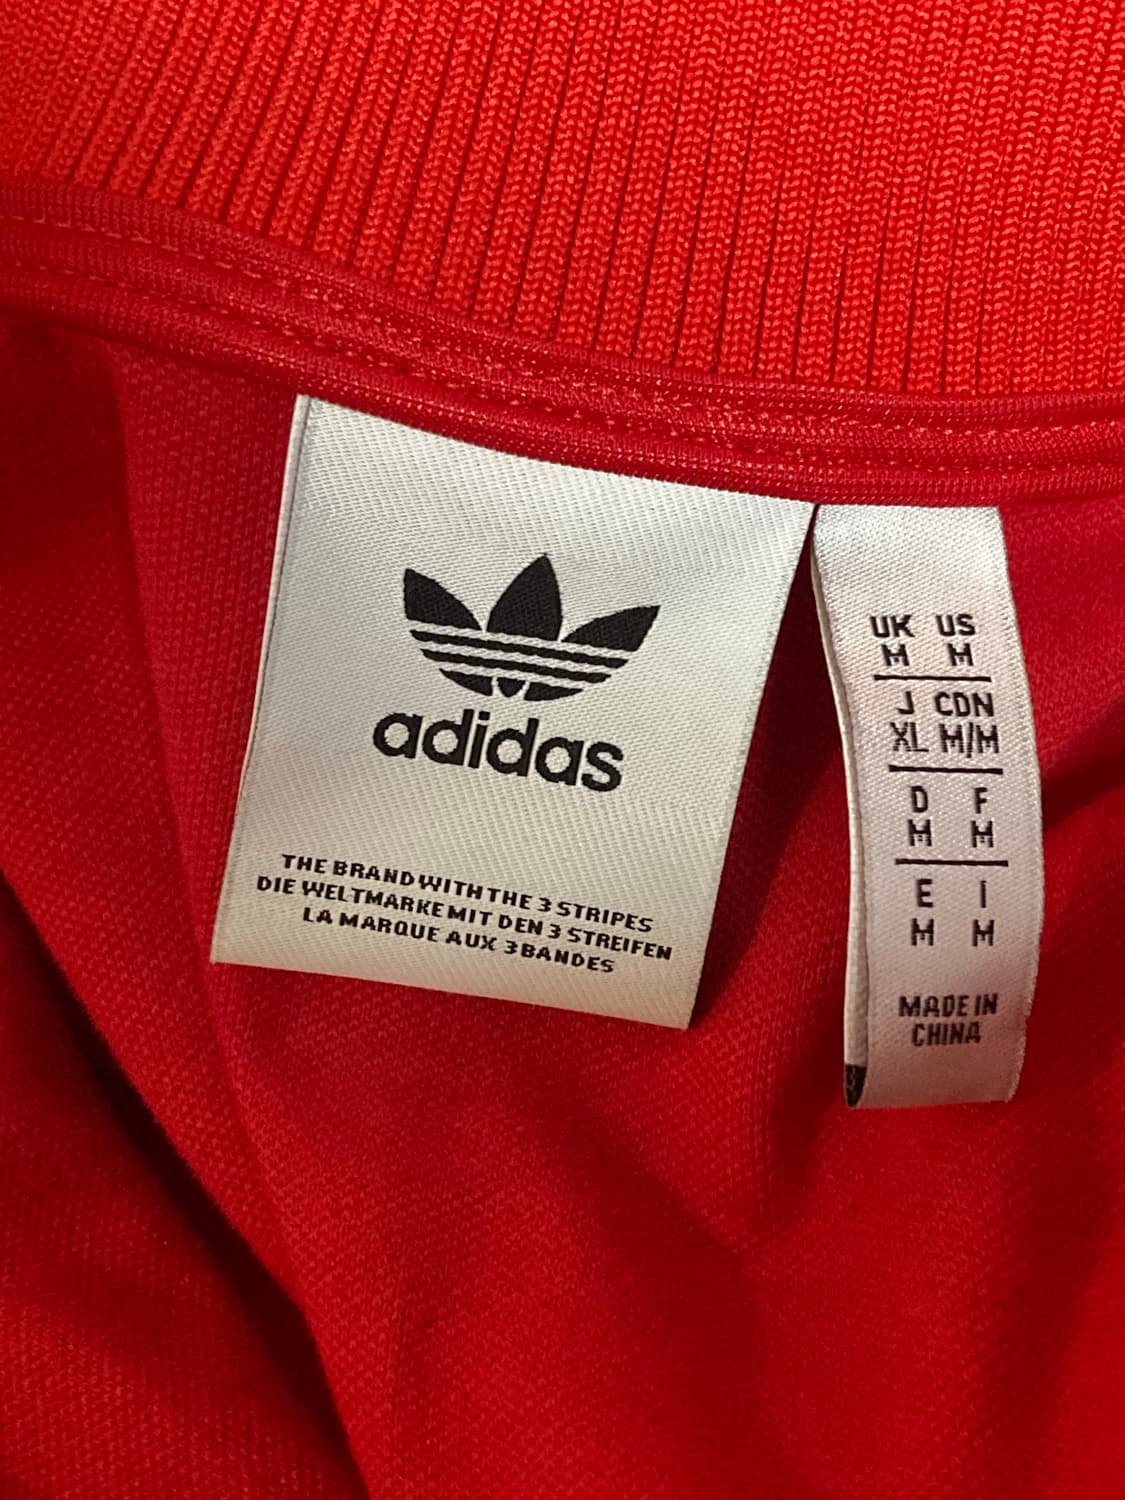 adidas
THE BRAND WITH THE 3 STRIPES
DIE WELTMARKE MIT DEN 3 STREIFEN
LA MARQUE AUX 3 BANDES
UK US
M M
J CDN
XL M/M
D F
M M
E I
M M
MADE IN
CHINA